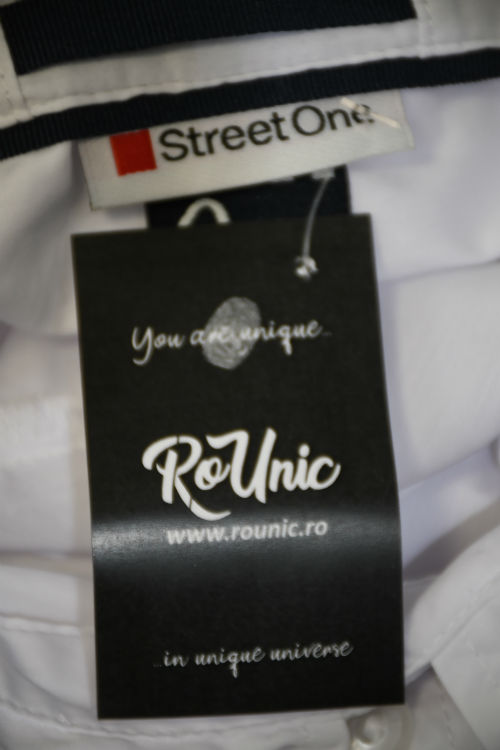 Street One
You are unique...
RoUnic
www.rounic.ro
...in unique universe